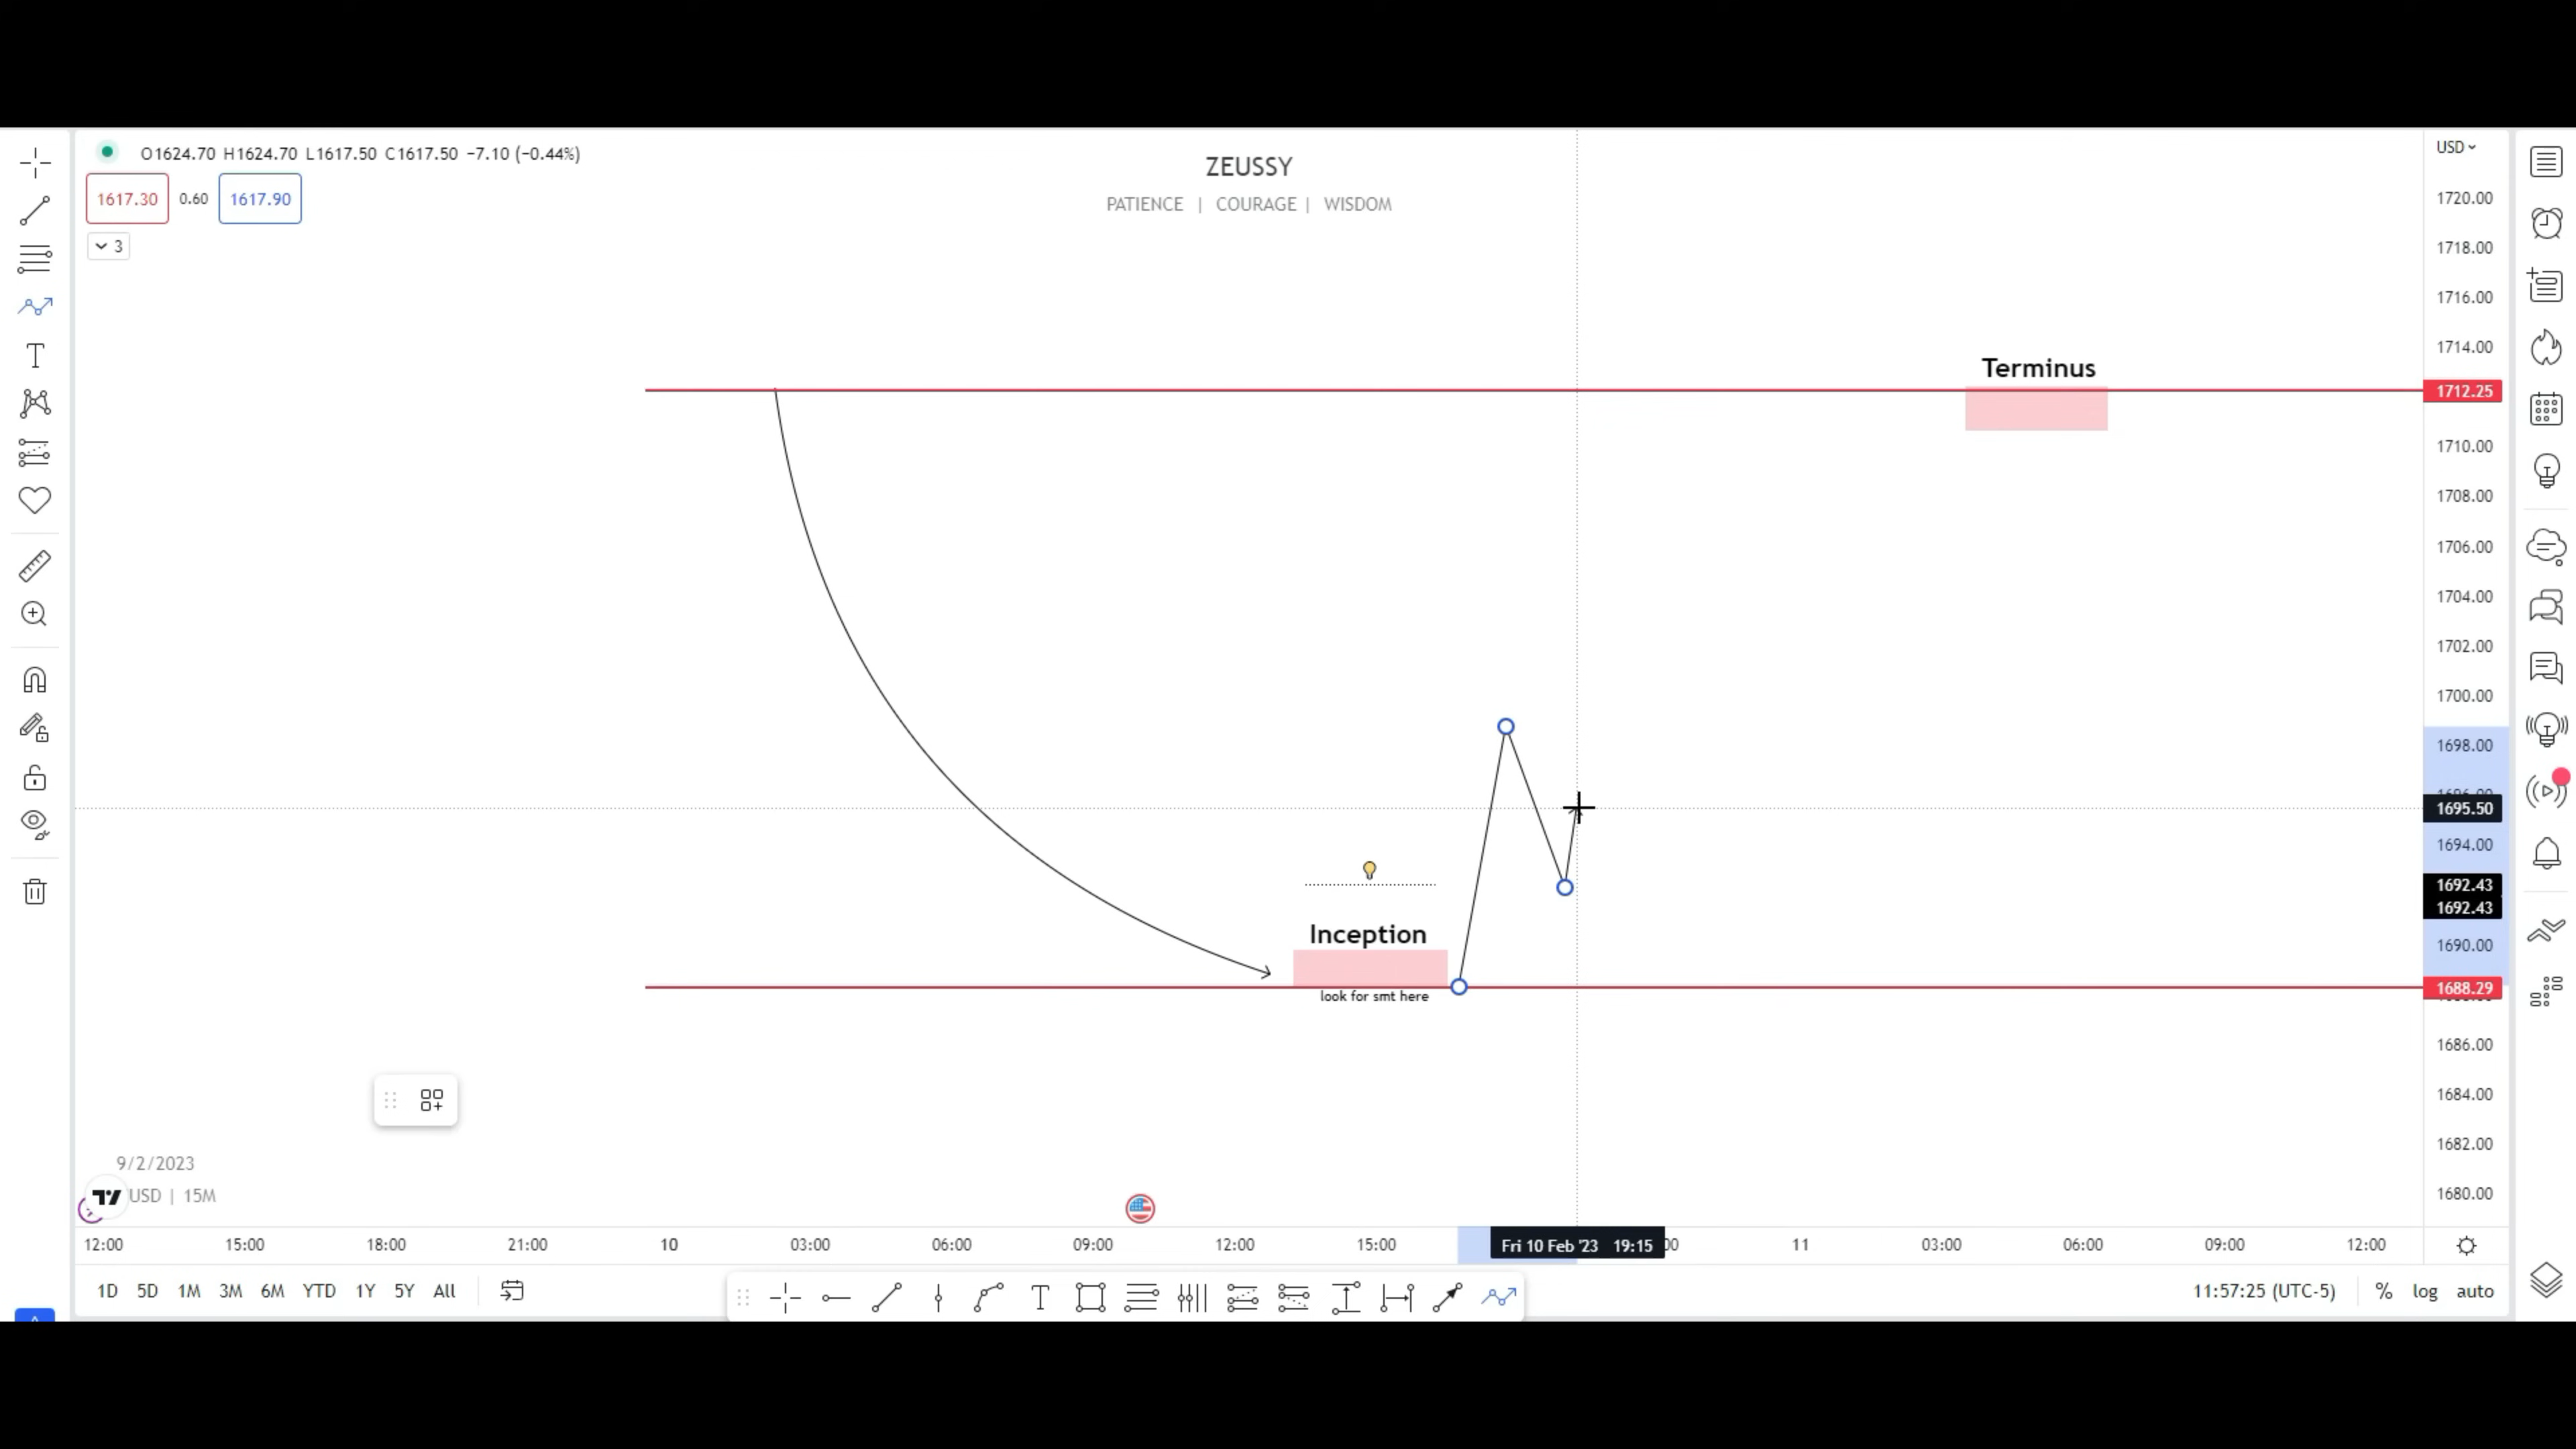 O1624.70 H1624.70 L1617.50 C1617.50 −7.10 (−0.44%)
1617.30 0.60 1617.90
3
ZEUSSY
PATIENCE | COURAGE | WISDOM
USD
1720.00
1718.00
1716.00
1714.00
Terminus
1712.25
1710.00
1708.00
1706.00
1704.00
1702.00
1700.00
1698.00
1695.50
1694.00
1692.43
1692.43
Inception
1690.00
look for smt here
1688.29
1686.00
1684.00
1682.00
1680.00
9/2/2023
USD | 15M
12:00 15:00 18:00 21:00 10 03:00 06:00 09:00 12:00 15:00 Fri 10 Feb '23 19:15 11 03:00 06:00 09:00 12:00
1D 5D 1M 3M 6M YTD 1Y 5Y All
11:57:25 (UTC-5) % log auto